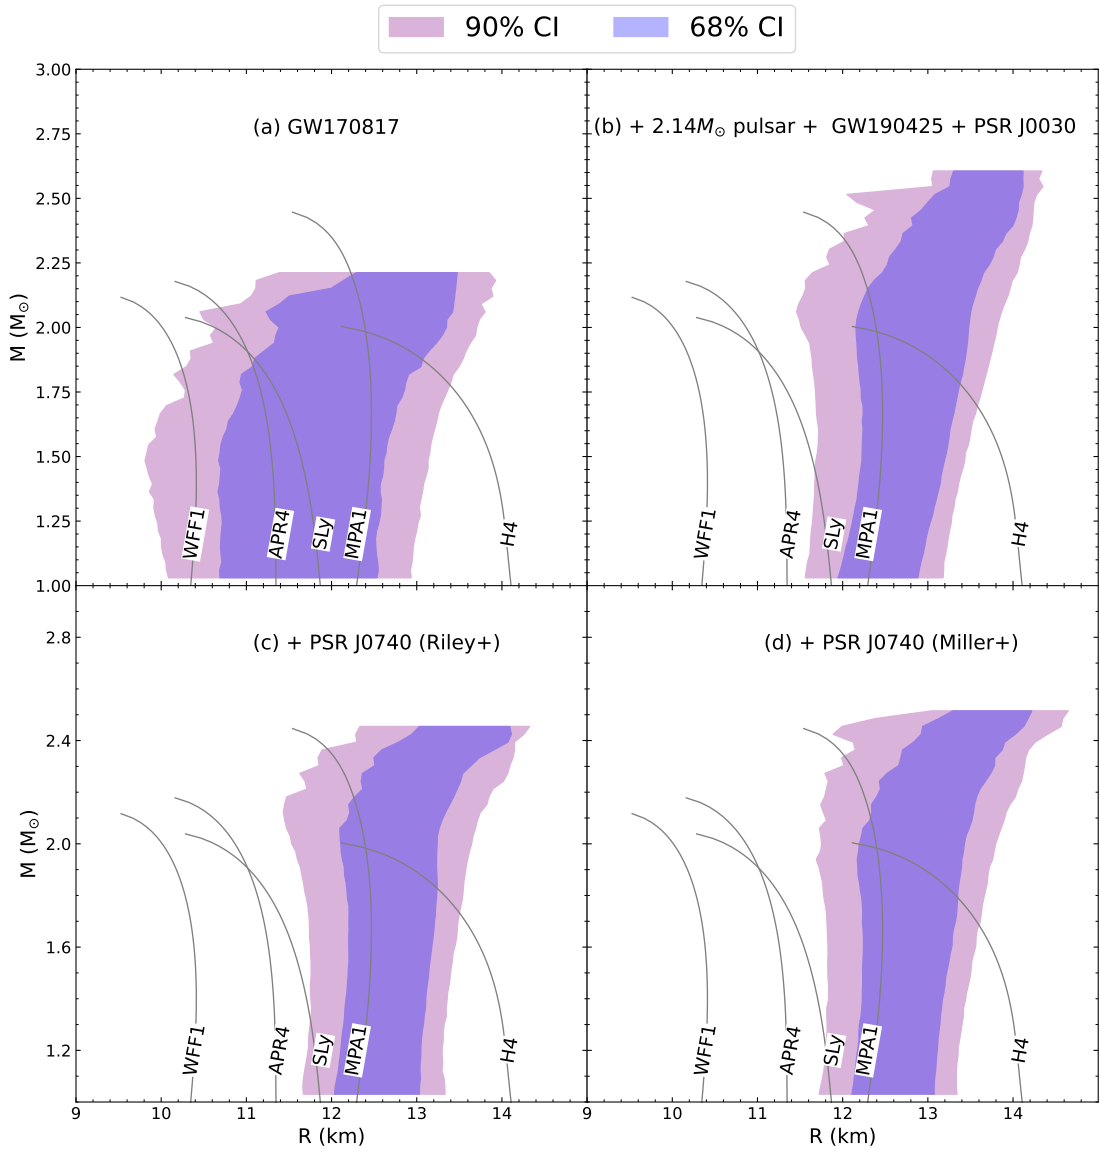 90% CI 68% CI
(a) GW170817
(b) + 2.14M⊙ pulsar + GW190425 + PSR J0030
3.00
2.75
2.50
2.25
2.00
1.75
1.50
1.25
1.00
M (M⊙)
WFF1 APR4 SLy MPA1 H4
WFF1 APR4 SLy MPA1 H4
(c) + PSR J0740 (Riley+)
(d) + PSR J0740 (Miller+)
2.8
2.4
2.0
1.6
1.2
M (M⊙)
WFF1 APR4 SLy MPA1 H4
WFF1 APR4 SLy MPA1 H4
9 10 11 12 13 14
9 10 11 12 13 14
R (km)
R (km)